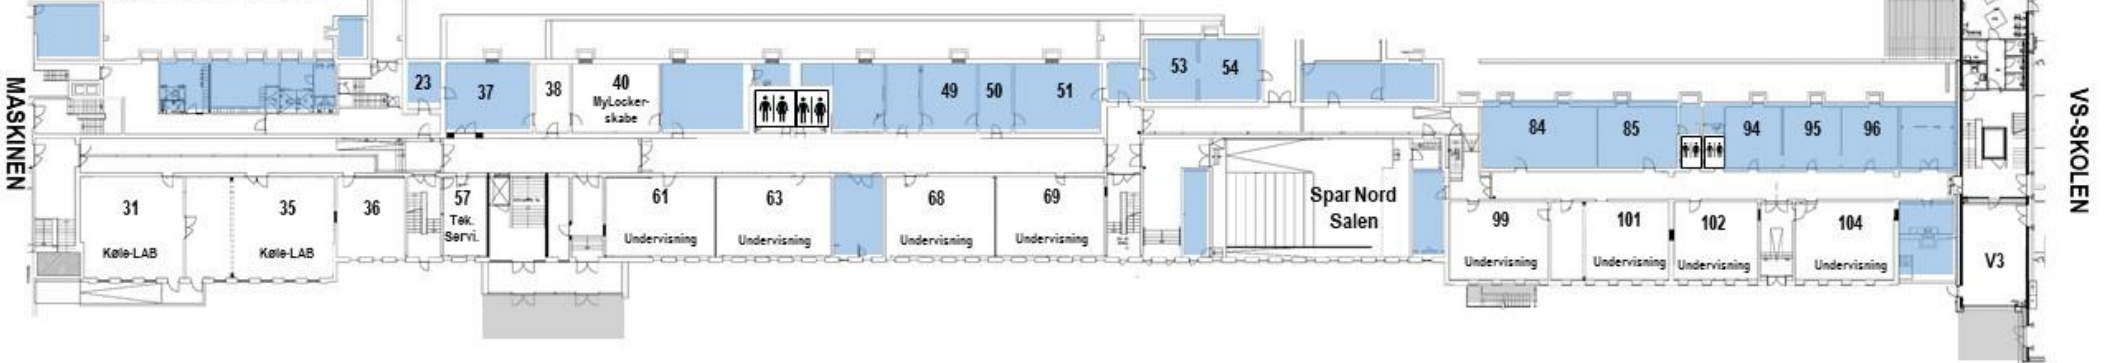 MASKINEN
23
37
38
40
MyLocker-
skabe
49
50
51
53
54
84
85
94
95
96
31
Køle-LAB
35
Køle-LAB
36
57
Tek.
Servi.
61
Undervisning
63
Undervisning
68
Undervisning
69
Undervisning
Spar Nord
Salen
99
Undervisning
101
Undervisning
102
Undervisning
104
Undervisning
V3
VS-SKOLEN